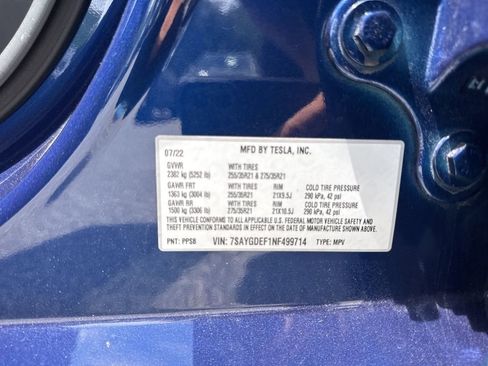 07/22 MFD BY TESLA, INC.
GVWR WITH TIRES
2382 kg (5252 lb) 255/35R21 & 275/35R21
GAWR FRT WITH TIRES RIM COLD TIRE PRESSURE
1363 kg (3004 lb) 255/35R21 21X9.5J 290 kPa, 42 psi
GAWR RR WITH TIRES RIM COLD TIRE PRESSURE
1500 kg (3306 lb) 275/35R21 21X10.5J 290 kPa, 42 psi
THIS VEHICLE CONFORMS TO ALL APPLICABLE U.S. FEDERAL MOTOR VEHICLE SAFETY AND
THEFT PREVENTION STANDARDS IN EFFECT ON THE DATE OF MANUFACTURE SHOWN ABOVE.
PNT: PPSB VIN: 7SAYGDEF1NF499714 TYPE: MPV